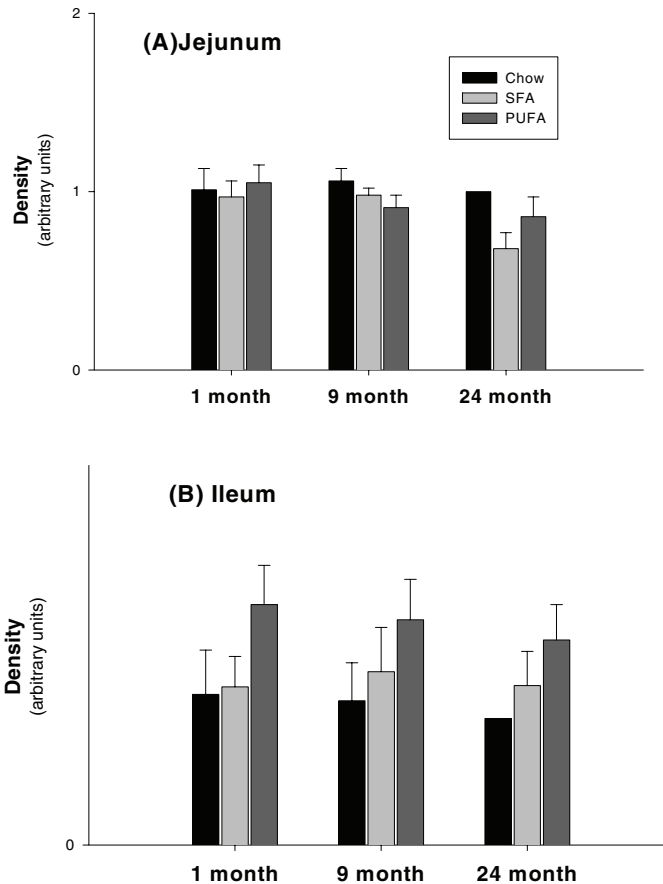 2
(A)Jejunum
Chow
SFA
PUFA
Density
(arbitrary units)
1
0
1 month
9 month
24 month
(B) Ileum
Density
(arbitrary units)
0
1 month
9 month
24 month